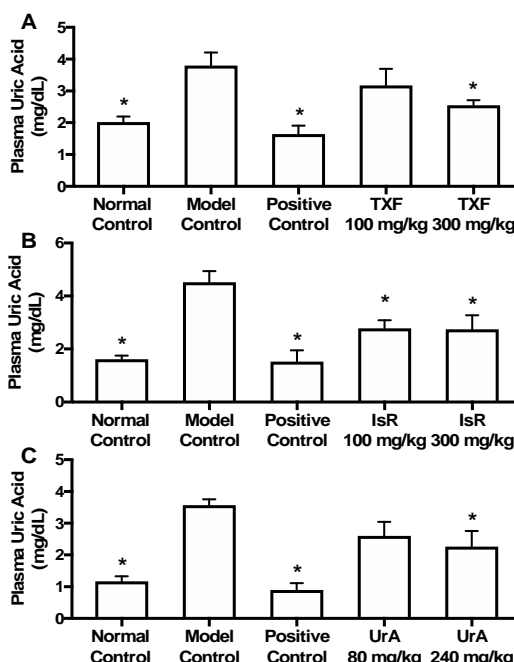 A
Plasma Uric Acid
(mg/dL)
5
4
3
2
1
0
*
*
*
Normal Model Positive TXF TXF
Control Control Control 100 mg/kg 300 mg/kg
B
Plasma Uric Acid
(mg/dL)
6
4
2
0
*
*
*
*
Normal Model Positive IsR IsR
Control Control Control 100 mg/kg 300 mg/kg
C
Plasma Uric Acid
(mg/dL)
5
4
3
2
1
0
*
*
*
Normal Model Positive UrA UrA
Control Control Control 80 mg/kg 240 mg/kg